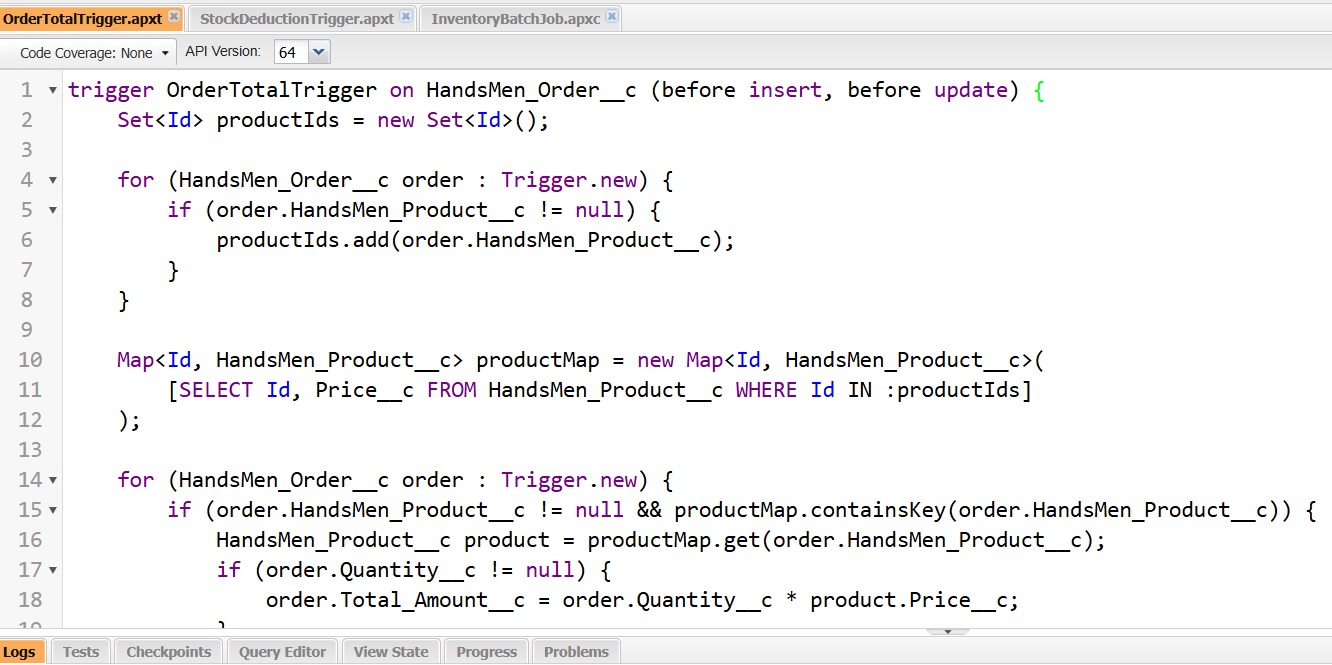 OrderTotalTrigger.apxt StockDeductionTrigger.apxt InventoryBatchJob.apxc
Code Coverage: None API Version: 64
1 trigger OrderTotalTrigger on HandsMen_Order__c (before insert, before update) {
2     Set<Id> productIds = new Set<Id>();
3
4     for (HandsMen_Order__c order : Trigger.new) {
5         if (order.HandsMen_Product__c != null) {
6             productIds.add(order.HandsMen_Product__c);
7         }
8     }
9
10     Map<Id, HandsMen_Product__c> productMap = new Map<Id, HandsMen_Product__c>(
11         [SELECT Id, Price__c FROM HandsMen_Product__c WHERE Id IN :productIds]
12     );
13
14     for (HandsMen_Order__c order : Trigger.new) {
15         if (order.HandsMen_Product__c != null && productMap.containsKey(order.HandsMen_Product__c)) {
16             HandsMen_Product__c product = productMap.get(order.HandsMen_Product__c);
17             if (order.Quantity__c != null) {
18                 order.Total_Amount__c = order.Quantity__c * product.Price__c;
19             }
Logs Tests Checkpoints Query Editor View State Progress Problems